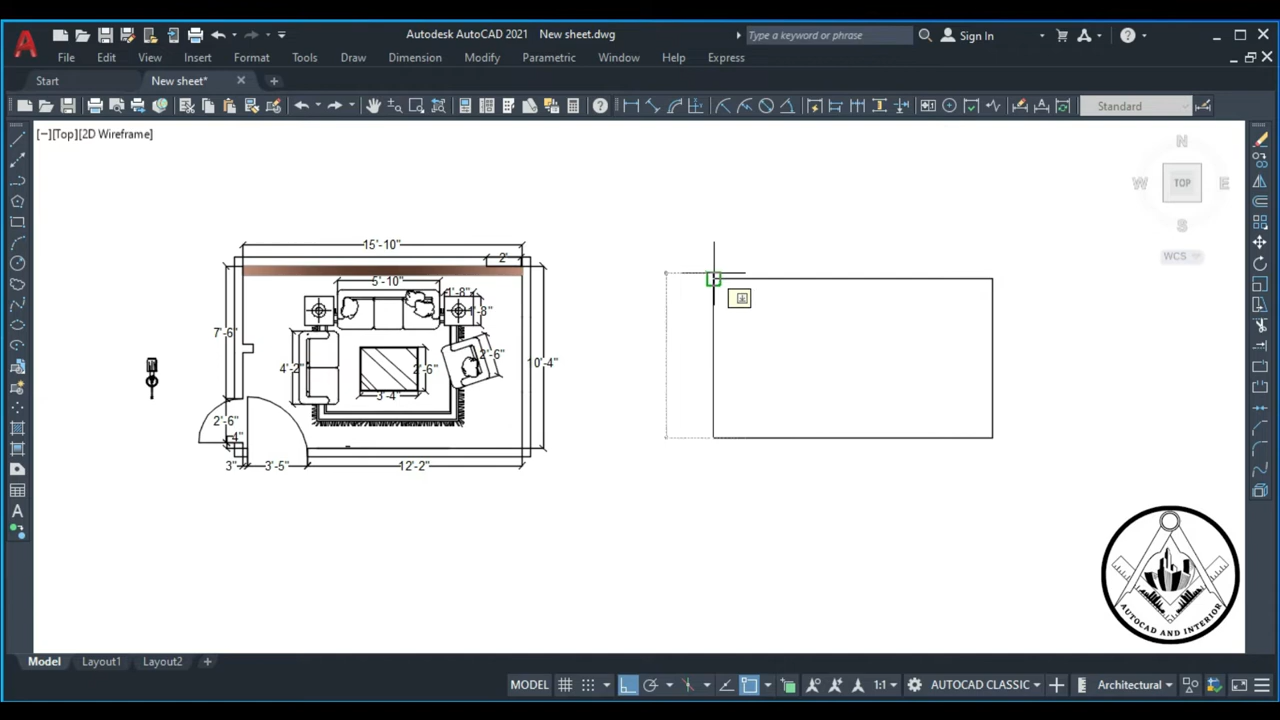 Autodesk AutoCAD 2021 New sheet.dwg
Type a keyword or phrase
Sign In
File Edit View Insert Format Tools Draw Dimension Modify Parametric Window Help Express
Start New sheet*
Standard
[−][Top][2D Wireframe]
N
W TOP E
S
WCS
15'-10"
2'
5'-10"
1'-8"
1'-8"
7'-6"
4'-2"
2'-6"
2'-6"
10'-4"
3'-4"
2'-6"
4"
3" 3'-5" 12'-2"
AUTOCAD AND INTERIOR
Model Layout1 Layout2
MODEL 1:1 AUTOCAD CLASSIC Architectural